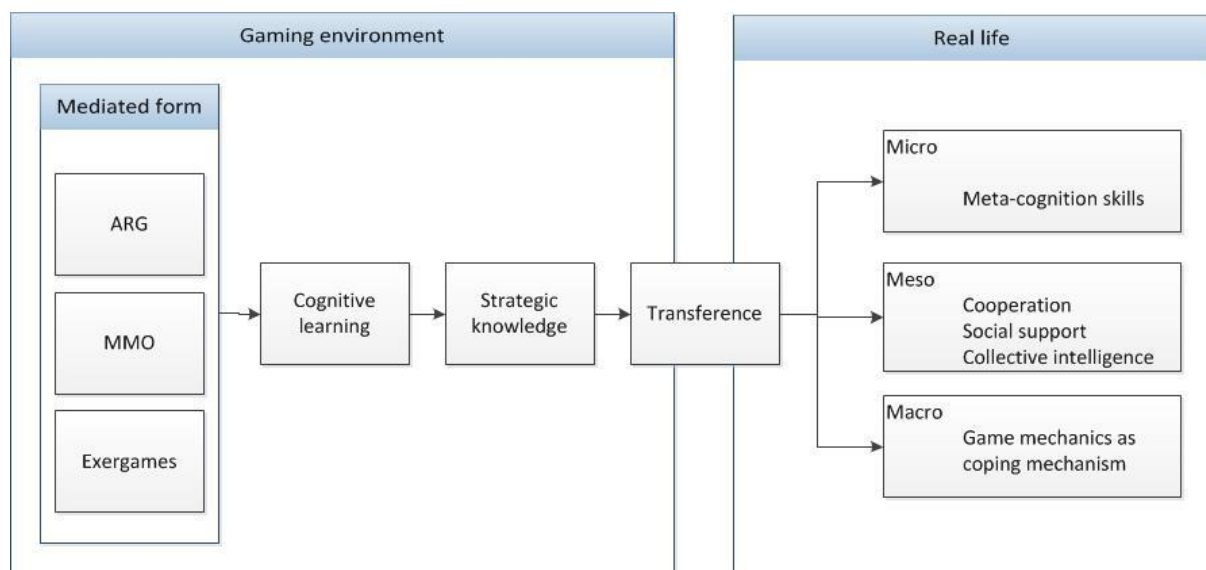 Gaming environment
Real life
Mediated form
ARG
MMO
Exergames
Cognitive
learning
Strategic
knowledge
Transference
Micro
Meta-cognition skills
Meso
Cooperation
Social support
Collective intelligence
Macro
Game mechanics as
coping mechanism